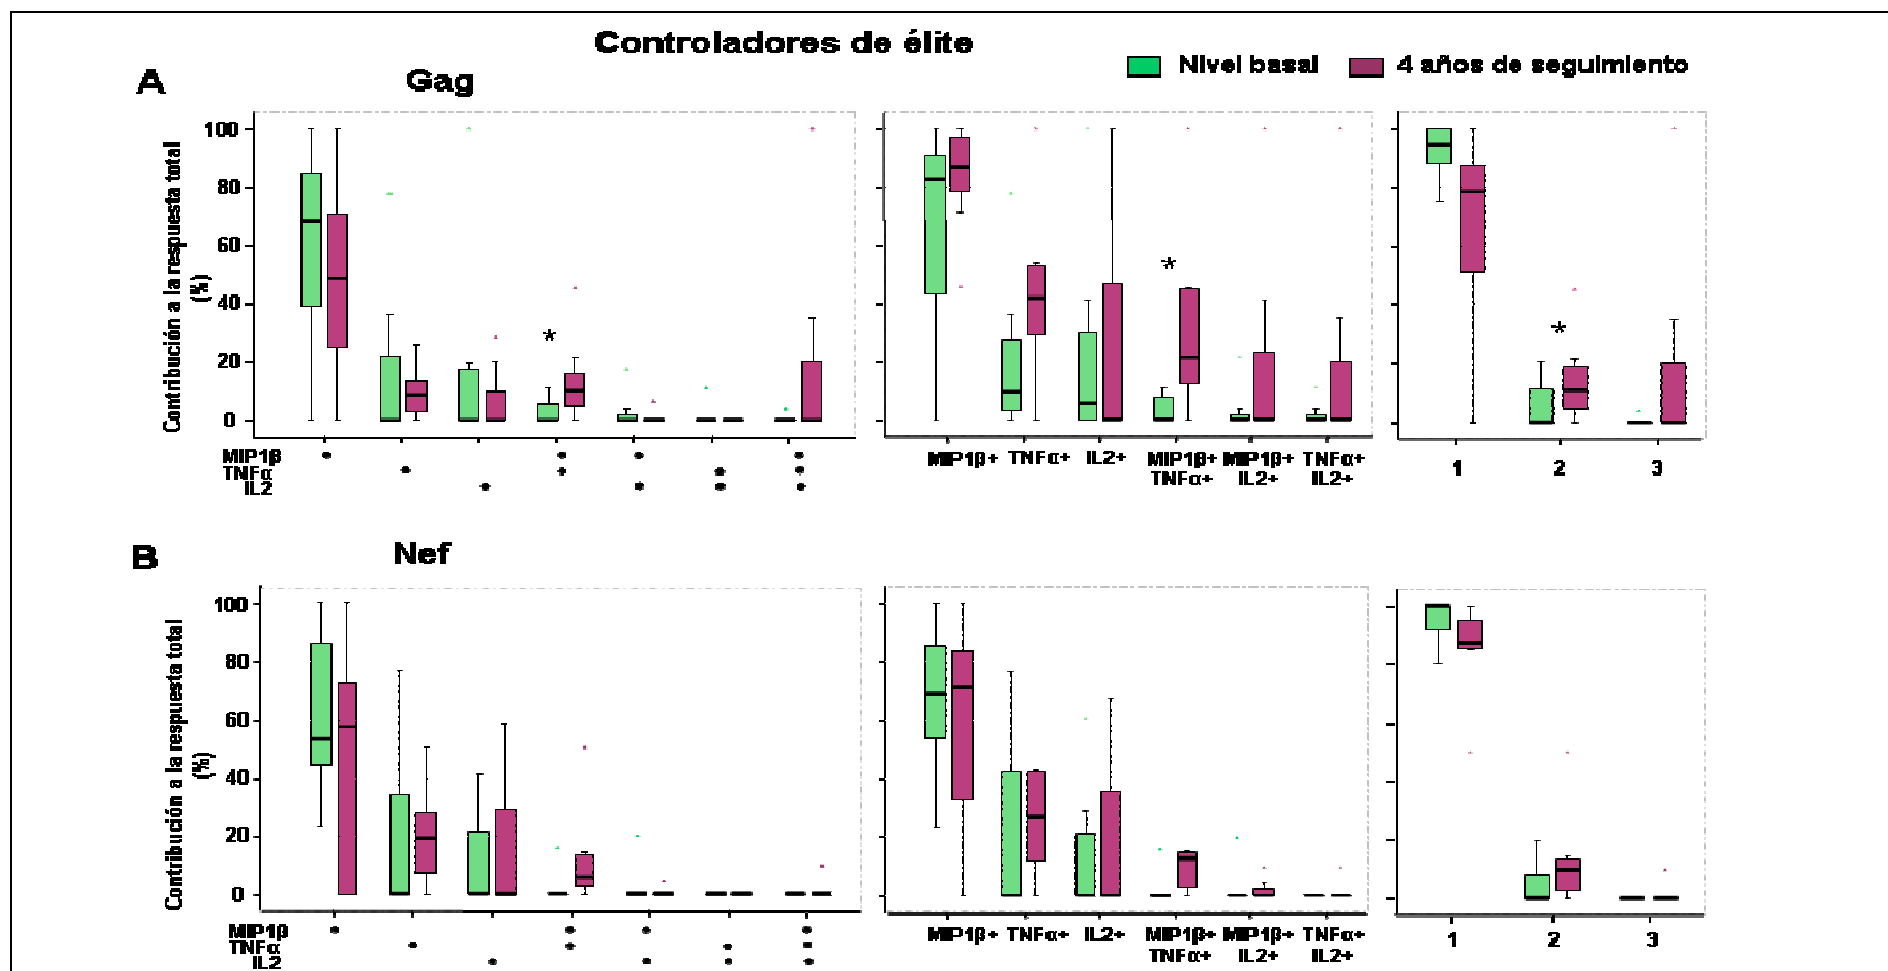 Controladores de élite
Nivel basal
4 años de seguimiento
A
Gag
Contribución a la respuesta total
(%)
100
80
60
40
20
0
MIP1β
TNFα
IL2
MIP1β+ TNFα+ IL2+ MIP1β+ MIP1β+ TNFα+
TNFα+ IL2+ IL2+
*
*
*
1 2 3
B
Nef
Contribución a la respuesta total
(%)
100
80
60
40
20
0
MIP1β
TNFα
IL2
MIP1β+ TNFα+ IL2+ MIP1β+ MIP1β+ TNFα+
TNFα+ IL2+ IL2+
1 2 3